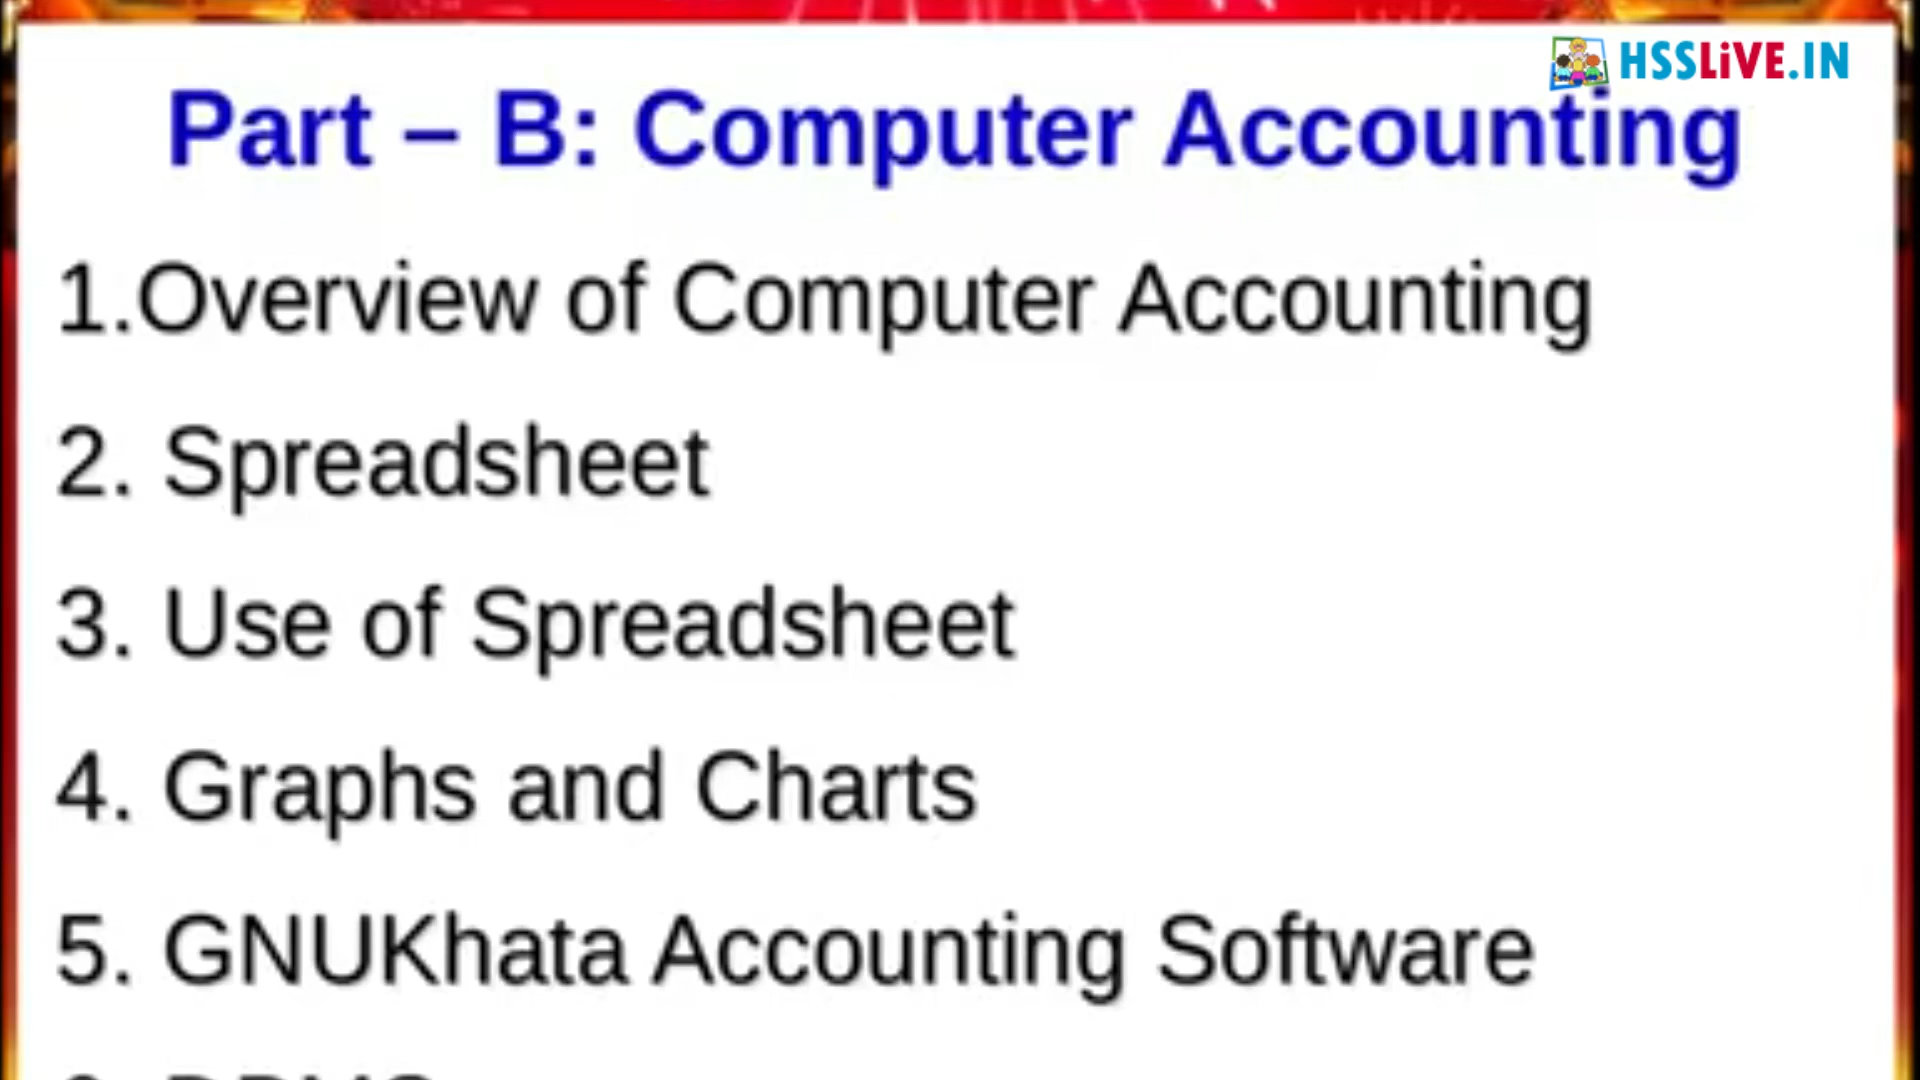 HSSLiVE.IN
Part – B: Computer Accounting
1.Overview of Computer Accounting
2. Spreadsheet
3. Use of Spreadsheet
4. Graphs and Charts
5. GNUKhata Accounting Software